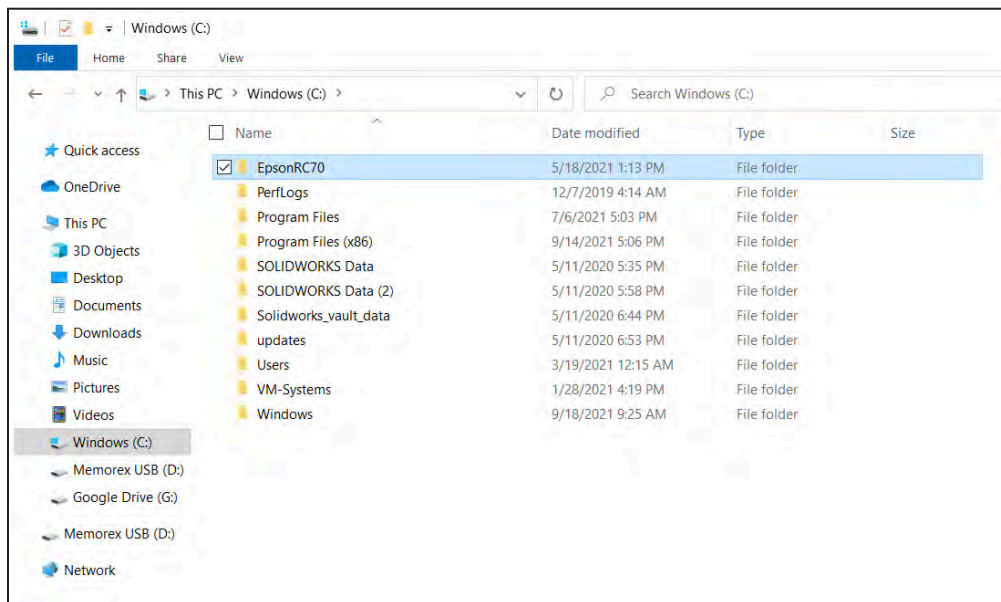 Windows (C:)
File Home Share View
This PC > Windows (C:) > Search Windows (C:)
Name Date modified Type Size
Quick access
OneDrive
This PC
3D Objects
Desktop
Documents
Downloads
Music
Pictures
Videos
Windows (C:)
Memorex USB (D:)
Google Drive (G:)
Memorex USB (D:)
Network
EpsonRC70 5/18/2021 1:13 PM File folder
PerfLogs 12/7/2019 4:14 AM File folder
Program Files 7/6/2021 5:03 PM File folder
Program Files (x86) 9/14/2021 5:06 PM File folder
SOLIDWORKS Data 5/11/2020 5:35 PM File folder
SOLIDWORKS Data (2) 5/11/2020 5:58 PM File folder
Solidworks_vault_data 5/11/2020 6:44 PM File folder
updates 5/11/2020 6:53 PM File folder
Users 3/19/2021 12:15 AM File folder
VM-Systems 1/28/2021 4:19 PM File folder
Windows 9/18/2021 9:25 AM File folder